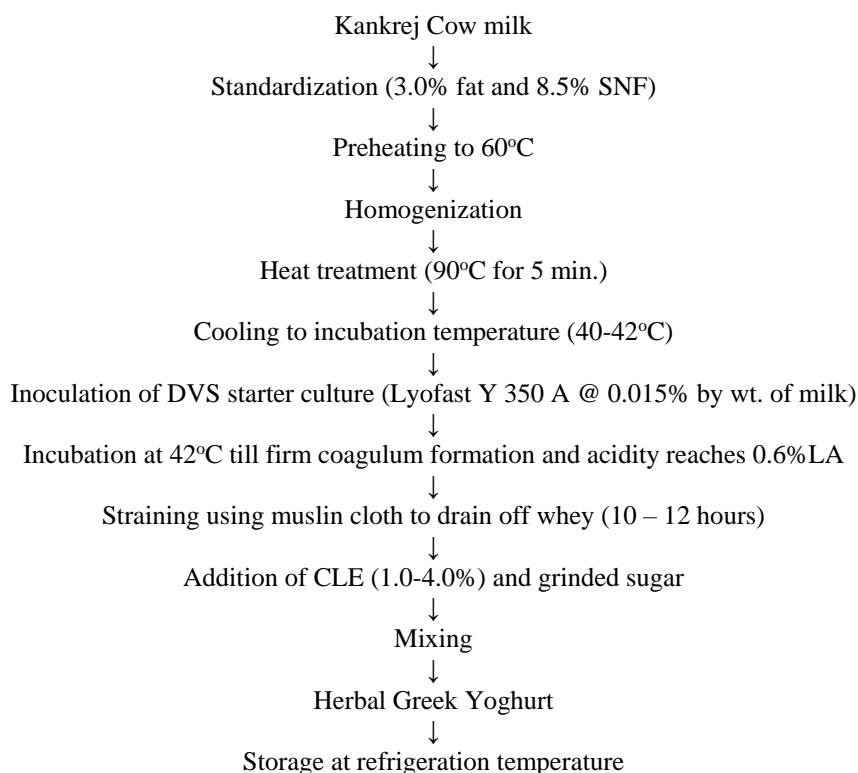 Kankrej Cow milk
↓
Standardization (3.0% fat and 8.5% SNF)
↓
Preheating to 60°C
↓
Homogenization
↓
Heat treatment (90°C for 5 min.)
↓
Cooling to incubation temperature (40-42°C)
↓
Inoculation of DVS starter culture (Lyofast Y 350 A @ 0.015% by wt. of milk)
↓
Incubation at 42°C till firm coagulum formation and acidity reaches 0.6%LA
↓
Straining using muslin cloth to drain off whey (10 – 12 hours)
↓
Addition of CLE (1.0-4.0%) and grinded sugar
↓
Mixing
↓
Herbal Greek Yoghurt
↓
Storage at refrigeration temperature